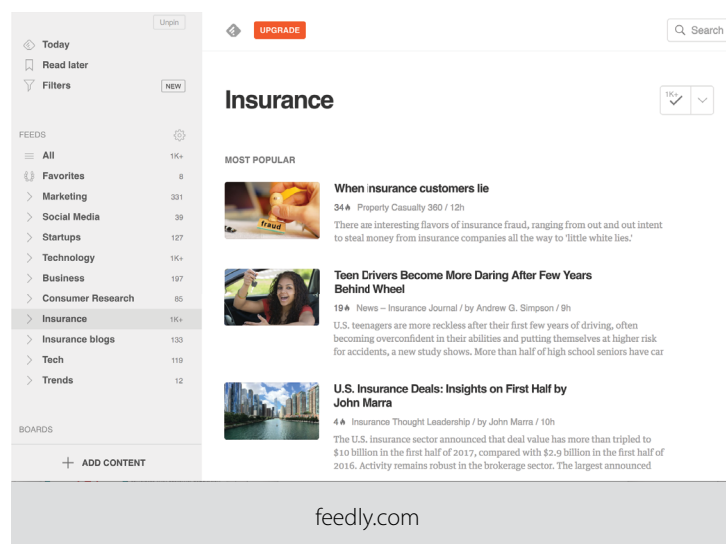 Unpin
Today
Read later
Filters
NEW
FEEDS
All
1K+
Favorites
8
Marketing
331
Social Media
39
Startups
127
Technology
1K+
Business
197
Consumer Research
85
Insurance
1K+
Insurance blogs
133
Tech
119
Trends
12
BOARDS
ADD CONTENT
UPGRADE
Search
Insurance
1K+
MOST POPULAR
fraud
When insurance customers lie
34 Property Casualty 360 / 12h
There are interesting flavors of insurance fraud, ranging from out and out intent
to steal money from insurance companies all the way to 'little white lies.'
Teen Drivers Become More Daring After Few Years
Behind Wheel
19 News – Insurance Journal / by Andrew G. Simpson / 9h
U.S. teenagers are more reckless after their first few years of driving, often
becoming overconfident in their abilities and putting themselves at higher risk
for accidents, a new study shows. More than half of high school seniors have car
U.S. Insurance Deals: Insights on First Half by
John Marra
4 Insurance Thought Leadership / by John Marra / 10h
The U.S. insurance sector announced that deal value has more than tripled to
$10 billion in the first half of 2017, compared with $2.9 billion in the first half of
2016. Activity remains robust in the brokerage sector. The largest announced
feedly.com